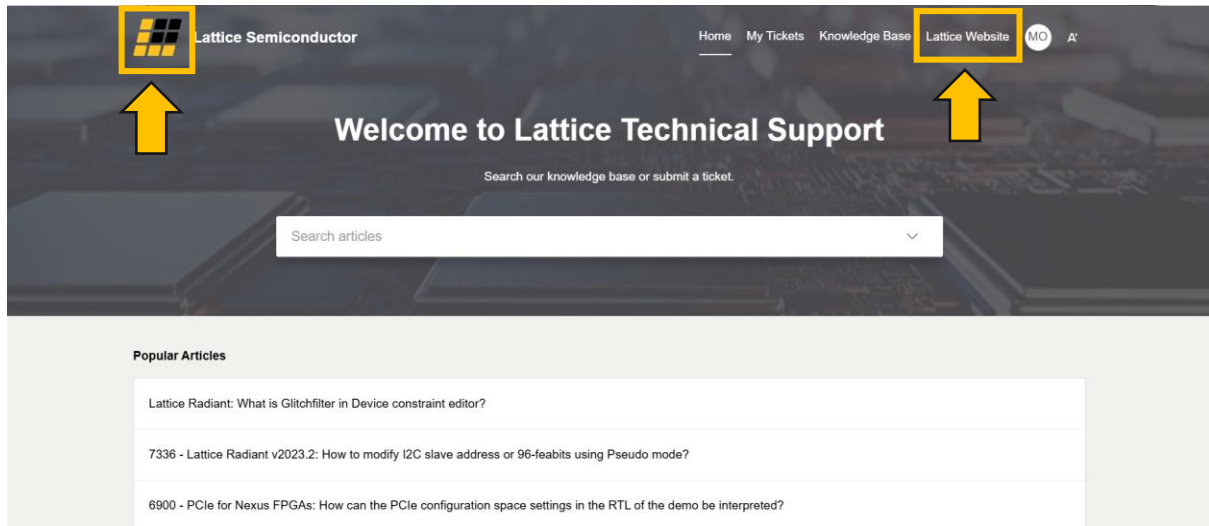 Lattice Semiconductor
Home My Tickets Knowledge Base Lattice Website MO A
Welcome to Lattice Technical Support
Search our knowledge base or submit a ticket.
Search articles
Popular Articles
Lattice Radiant: What is Glitchfilter in Device constraint editor?
7336 - Lattice Radiant v2023.2: How to modify I2C slave address or 96-feabits using Pseudo mode?
6900 - PCIe for Nexus FPGAs: How can the PCIe configuration space settings in the RTL of the demo be interpreted?